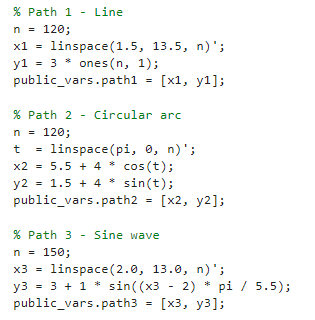 % Path 1 - Line
n = 120;
x1 = linspace(1.5, 13.5, n)';
y1 = 3 * ones(n, 1);
public_vars.path1 = [x1, y1];

% Path 2 - Circular arc
n = 120;
t  = linspace(pi, 0, n)';
x2 = 5.5 + 4 * cos(t);
y2 = 1.5 + 4 * sin(t);
public_vars.path2 = [x2, y2];

% Path 3 - Sine wave
n = 150;
x3 = linspace(2.0, 13.0, n)';
y3 = 3 + 1 * sin((x3 - 2) * pi / 5.5);
public_vars.path3 = [x3, y3];